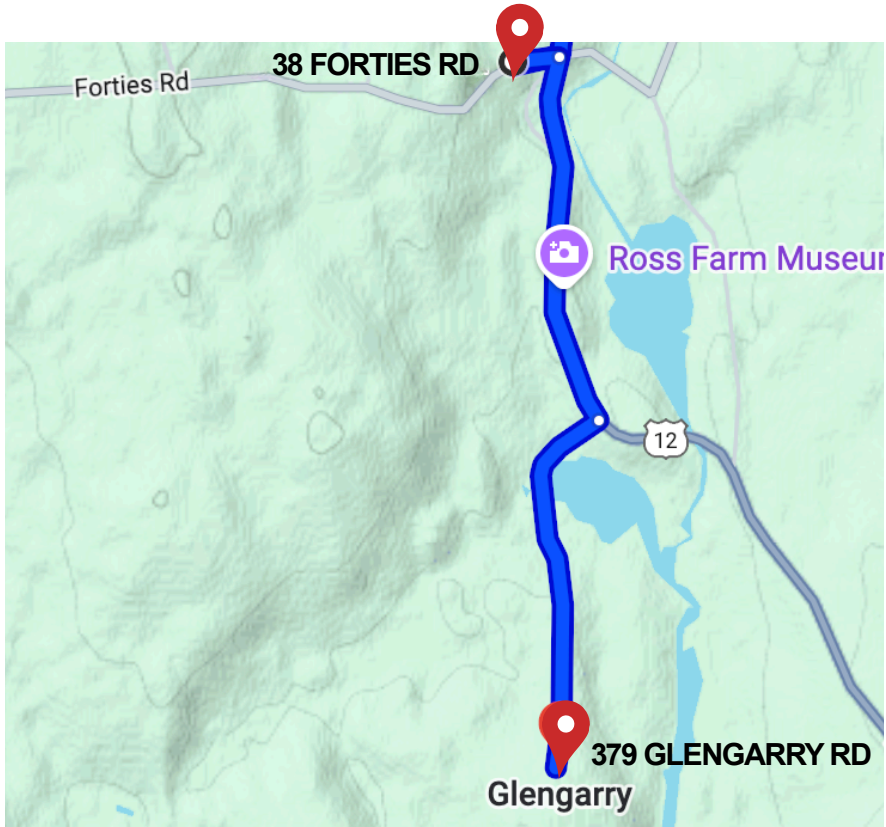 38 FORTIES RD
Forties Rd
Ross Farm Museum
12
379 GLENGARRY RD
Glengarry